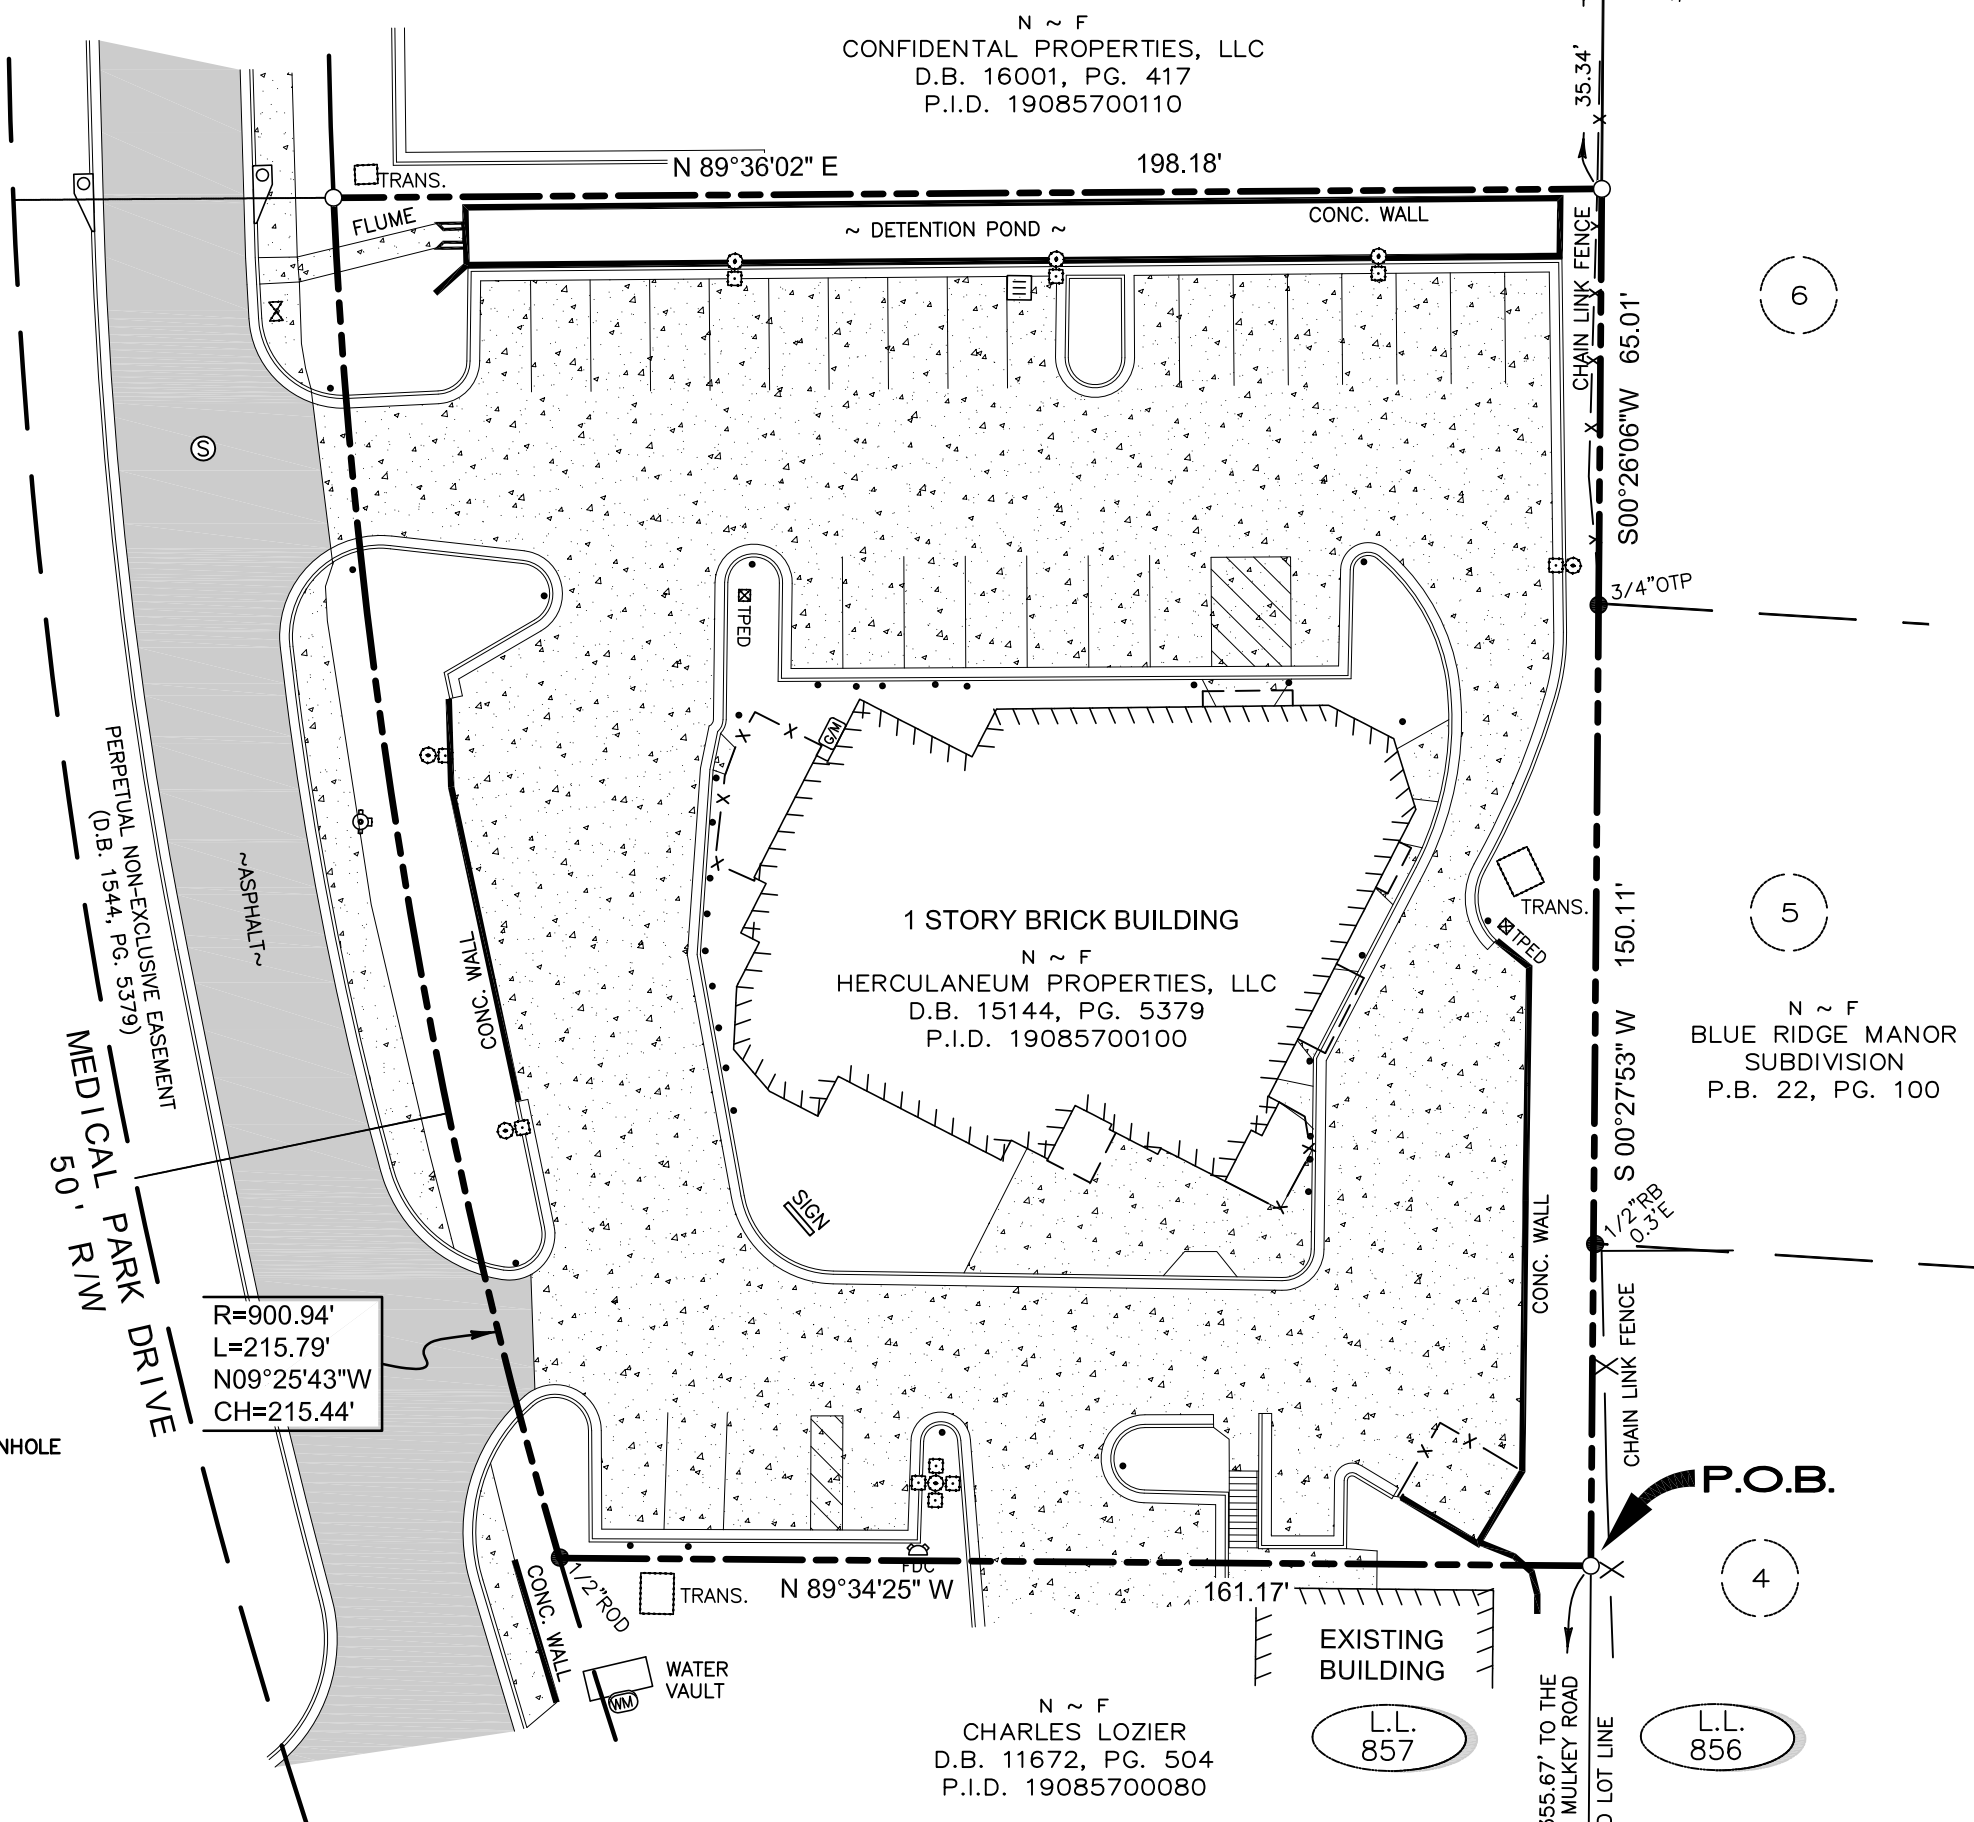 N ~ F
CONFIDENTAL PROPERTIES, LLC
D.B. 16001, PG. 417
P.I.D. 19085700110
35.34'
N 89°36'02" E
198.18'
TRANS.
FLUME
~ DETENTION POND ~
CONC. WALL
CHAIN LINK FENCE
S00°26'06"W 65.01'
6
S
3/4"OTP
TPED
G/M
PERPETUAL NON-EXCLUSIVE EASEMENT
(D.B. 1544, PG. 5379)
~ASPHALT~
CONC. WALL
1 STORY BRICK BUILDING
N ~ F
HERCULANEUM PROPERTIES, LLC
D.B. 15144, PG. 5379
P.I.D. 19085700100
TRANS.
TPED
S 00°27'53" W 150.11'
5
N ~ F
BLUE RIDGE MANOR
SUBDIVISION
P.B. 22, PG. 100
MEDICAL PARK DRIVE
50' R/W
SIGN
CONC. WALL
1/2"RB
0.3'E
R=900.94'
L=215.79'
N09°25'43"W
CH=215.44'
CHAIN LINK FENCE
NHOLE
P.O.B.
4
FDC
1/2"ROD
CONC. WALL
TRANS.
N 89°34'25" W
161.17'
WATER
VAULT
WM
EXISTING
BUILDING
N ~ F
CHARLES LOZIER
D.B. 11672, PG. 504
P.I.D. 19085700080
L.L.
857
L.L.
856
555.67' TO THE
MULKEY ROAD
LOT LINE